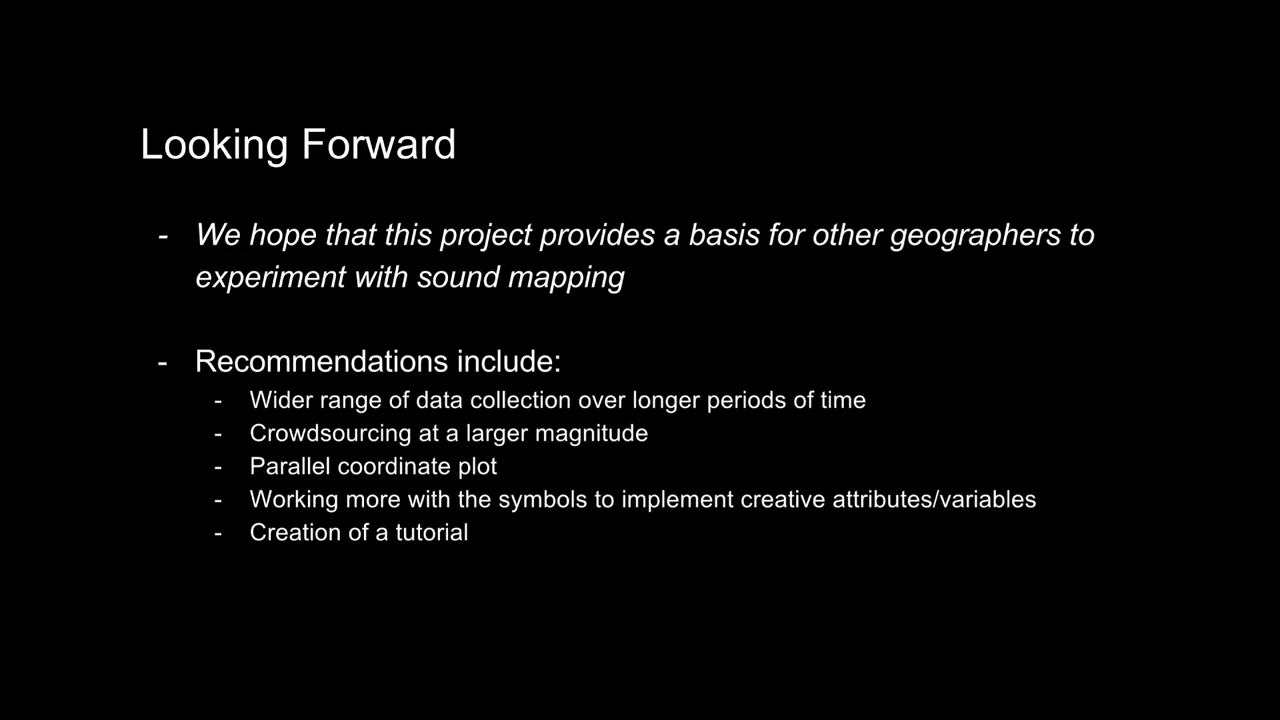 Looking Forward
- We hope that this project provides a basis for other geographers to
experiment with sound mapping
- Recommendations include:
- Wider range of data collection over longer periods of time
- Crowdsourcing at a larger magnitude
- Parallel coordinate plot
- Working more with the symbols to implement creative attributes/variables
- Creation of a tutorial